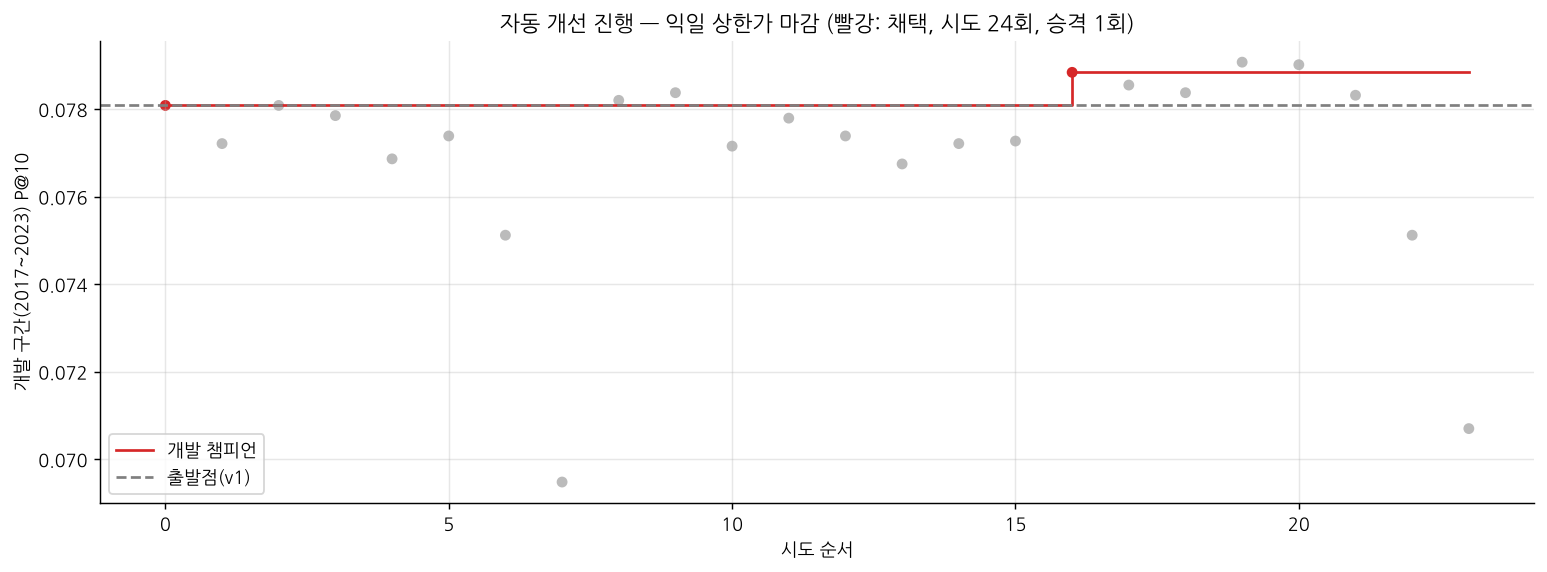 자동 개선 진행 — 익일 상한가 마감 (빨강: 채택, 시도 24회, 승격 1회)
개발 구간(2017~2023) P@10
0.078
0.076
0.074
0.072
0.070
개발 챔피언
출발점(v1)
0 5 10 15 20
시도 순서